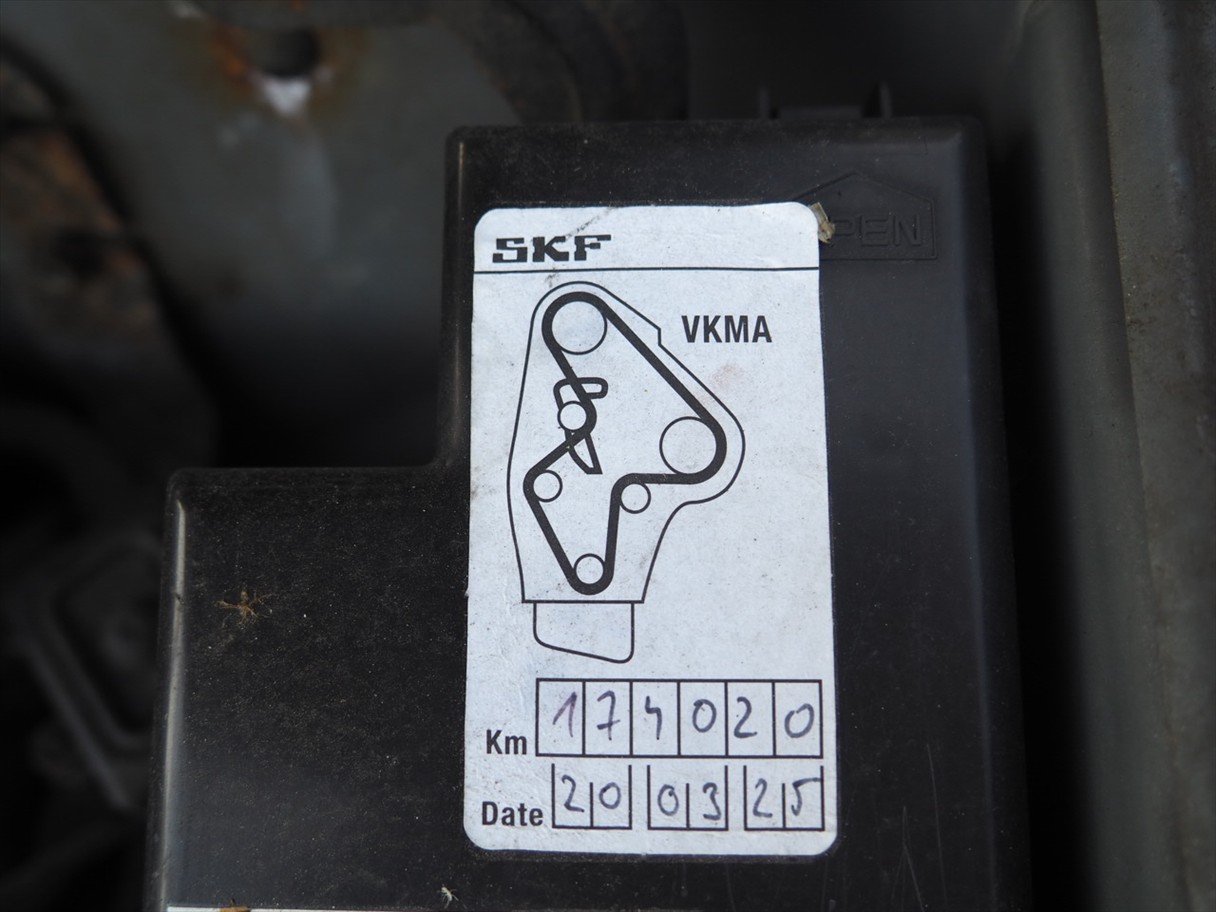 OPEN
SKF
VKMA
Km 174020
Date 20 03 25